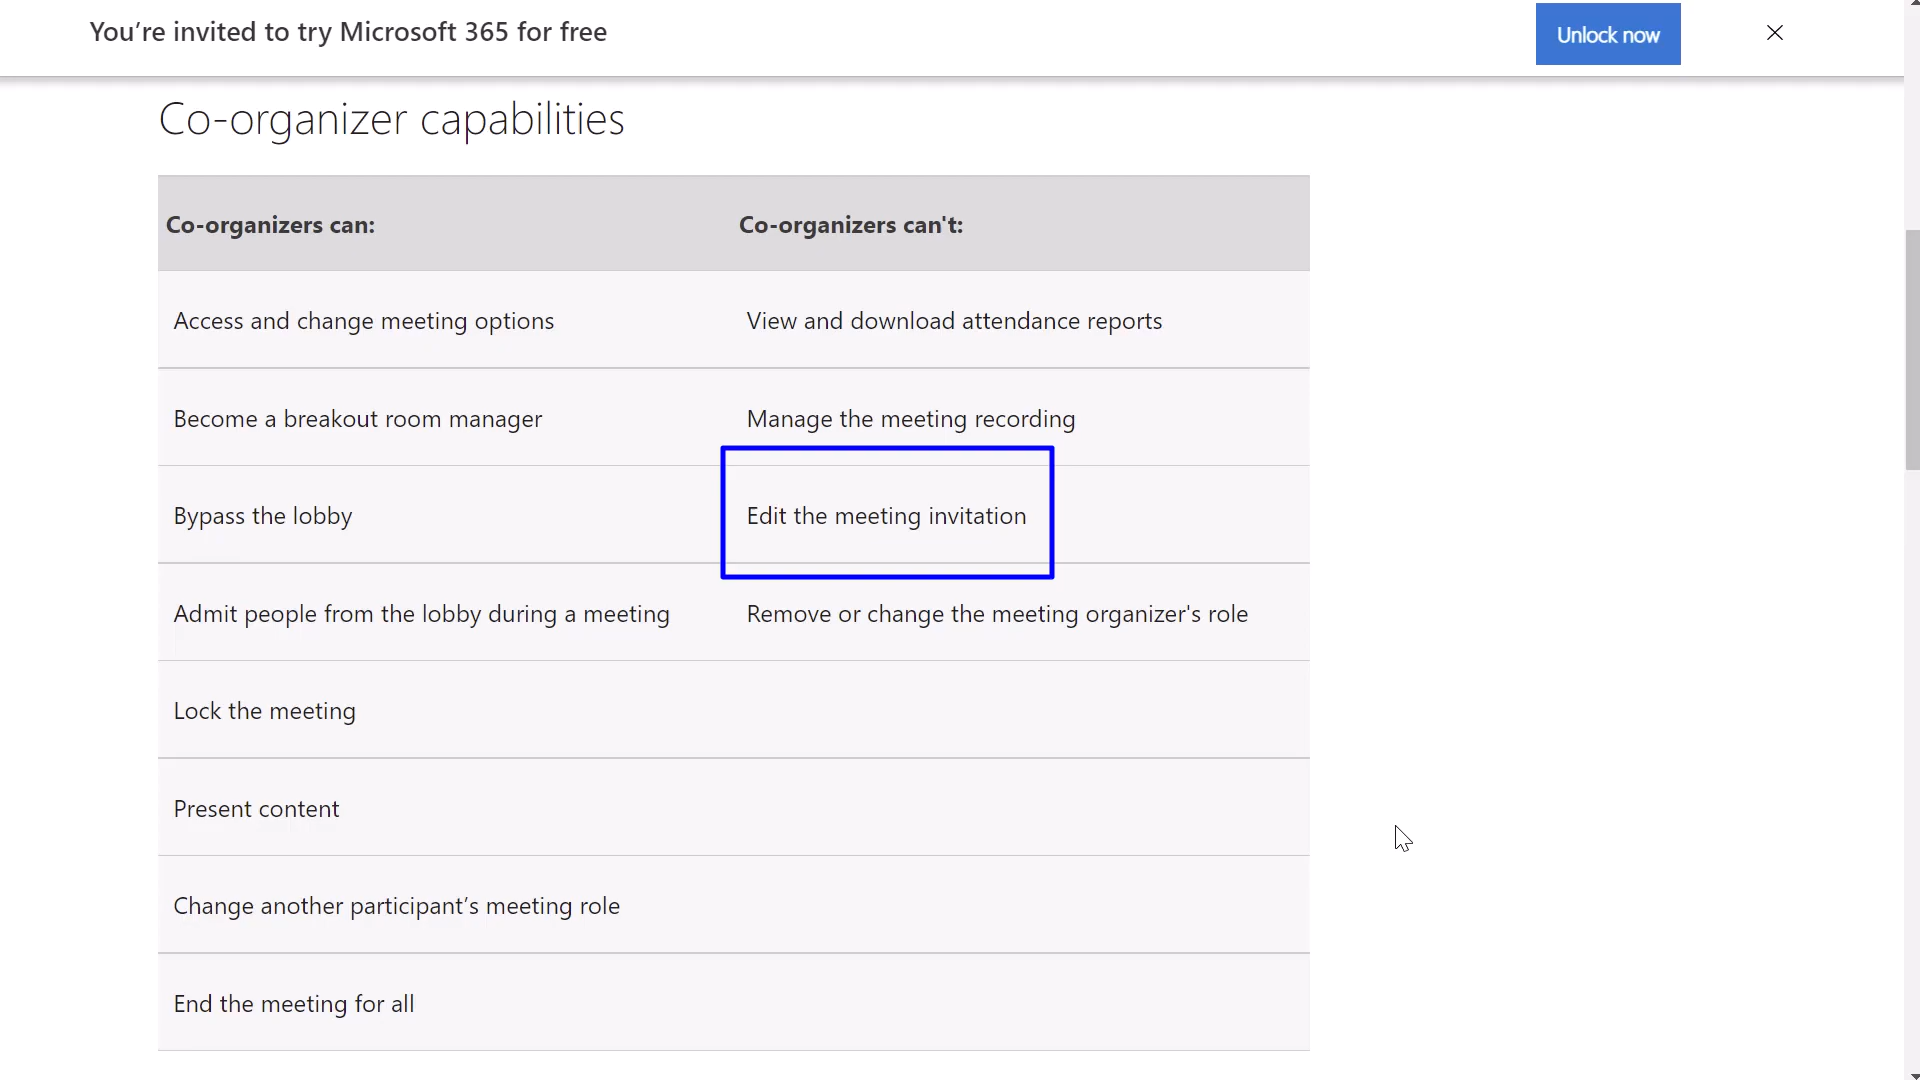 You’re invited to try Microsoft 365 for free
Unlock now
Co-organizer capabilities
Co-organizers can:
Co-organizers can't:
Access and change meeting options
View and download attendance reports
Become a breakout room manager
Manage the meeting recording
Bypass the lobby
Edit the meeting invitation
Admit people from the lobby during a meeting
Remove or change the meeting organizer's role
Lock the meeting
Present content
Change another participant’s meeting role
End the meeting for all